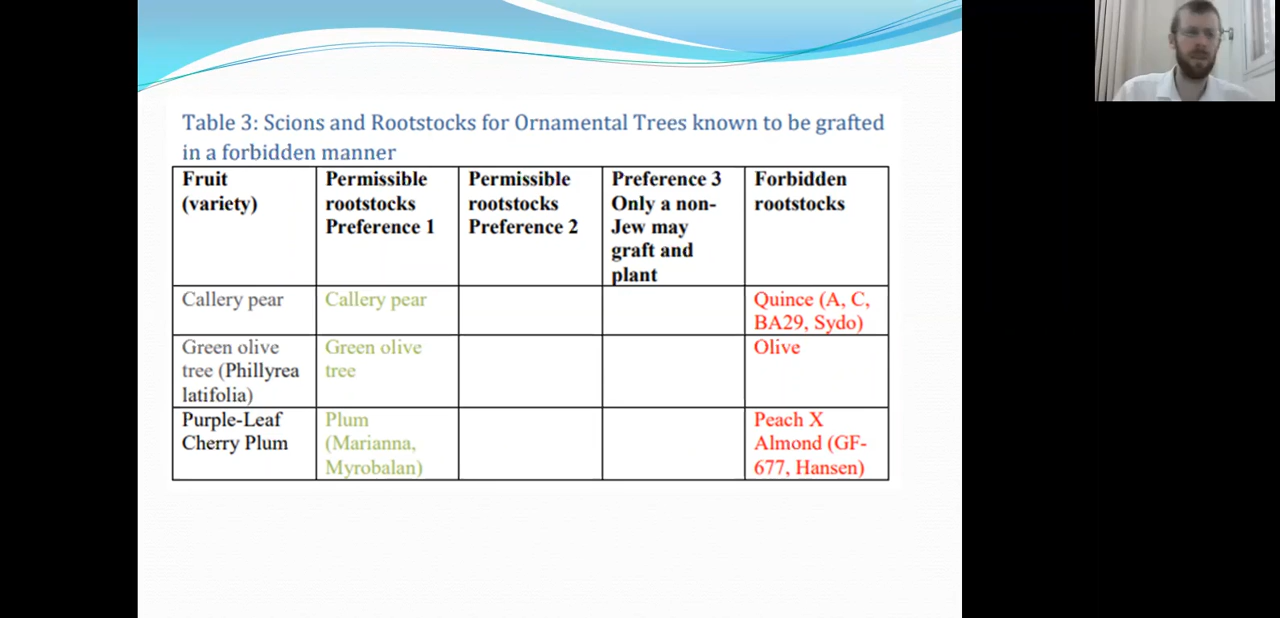 Table 3: Scions and Rootstocks for Ornamental Trees known to be grafted
in a forbidden manner
Fruit
(variety)
Permissible
rootstocks
Preference 1
Permissible
rootstocks
Preference 2
Preference 3
Only a non-
Jew may
graft and
plant
Forbidden
rootstocks
Callery pear
Callery pear
Quince (A, C,
BA29, Sydo)
Green olive
tree (Phillyrea
latifolia)
Green olive
tree
Olive
Purple-Leaf
Cherry Plum
Plum
(Marianna,
Myrobalan)
Peach X
Almond (GF-
677, Hansen)